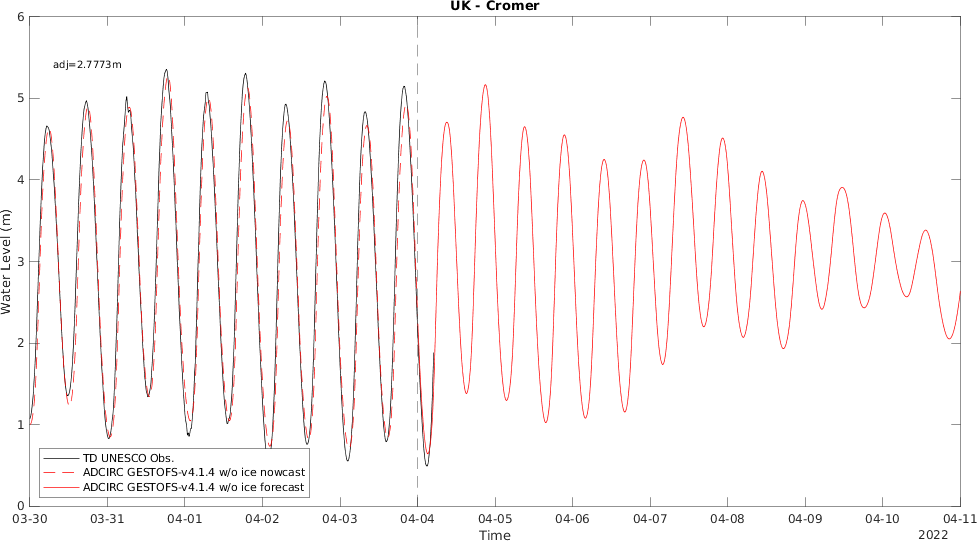 UK - Cromer
adj=2.7773m
6
5
4
3
2
1
0
Water Level (m)
TD UNESCO Obs.
ADCIRC GESTOFS-v4.1.4 w/o ice nowcast
ADCIRC GESTOFS-v4.1.4 w/o ice forecast
03-30 03-31 04-01 04-02 04-03 04-04 04-05 04-06 04-07 04-08 04-09 04-10 04-11
Time
2022